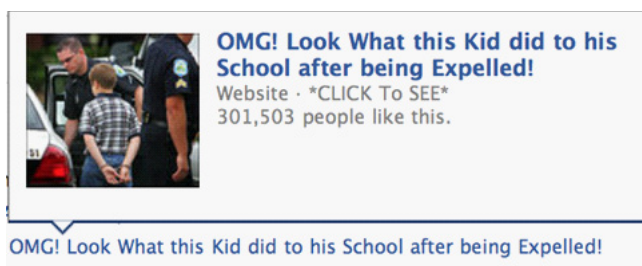 OMG! Look What this Kid did to his
School after being Expelled!
Website · *CLICK To SEE*
301,503 people like this.
51
OMG! Look What this Kid did to his School after being Expelled!